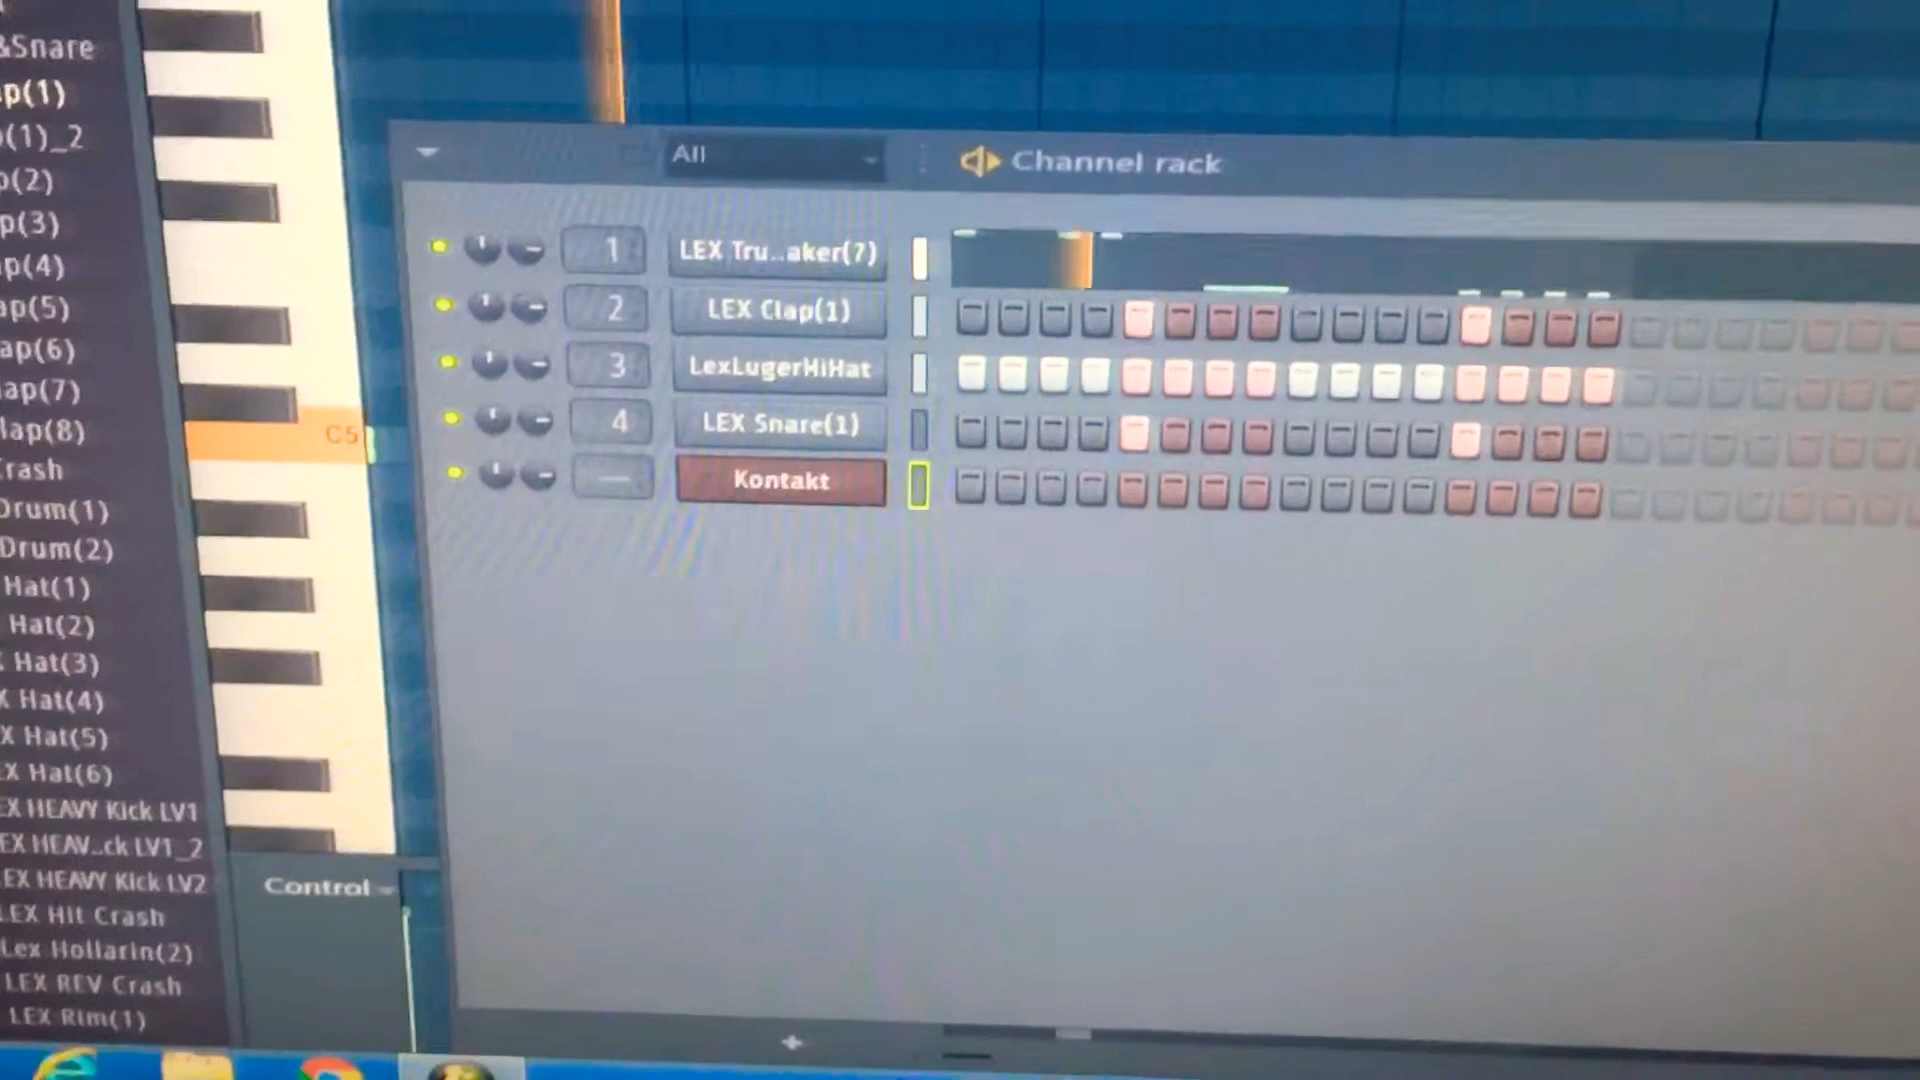 &Snare
p(1)
(1)_2
p(2)
p(3)
ap(4)
ap(5)
ap(6)
ap(7)
lap(8)
Crash
Drum(1)
Drum(2)
Hat(1)
Hat(2)
Hat(3)
X Hat(4)
X Hat(5)
EX Hat(6)
EX HEAVY Kick LV1
EX HEAV..ck LV1_2
LEX HEAVY Kick LV2
LEX Hit Crash
Lex Hollarin(2)
LEX REV Crash
LEX Rim(1)
C5
Control
All
Channel rack
1 LEX Tru..aker(7)
2 LEX Clap(1)
3 LexLugerHiHat
4 LEX Snare(1)
--- Kontakt
+